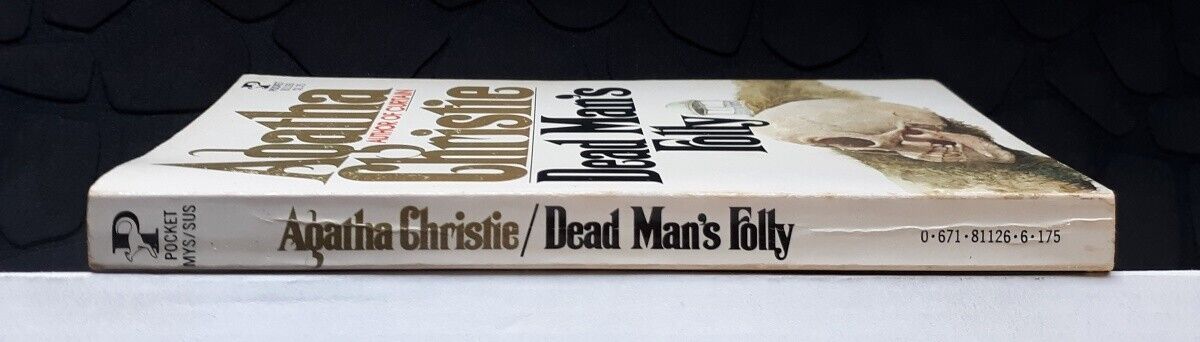 Agatha
AUTHOR OF CURTAIN
Christie
Dead Man's
Folly
P
POCKET
MYS/SUS
Agatha Christie/Dead Man's Folly
0·671·81126·6·175